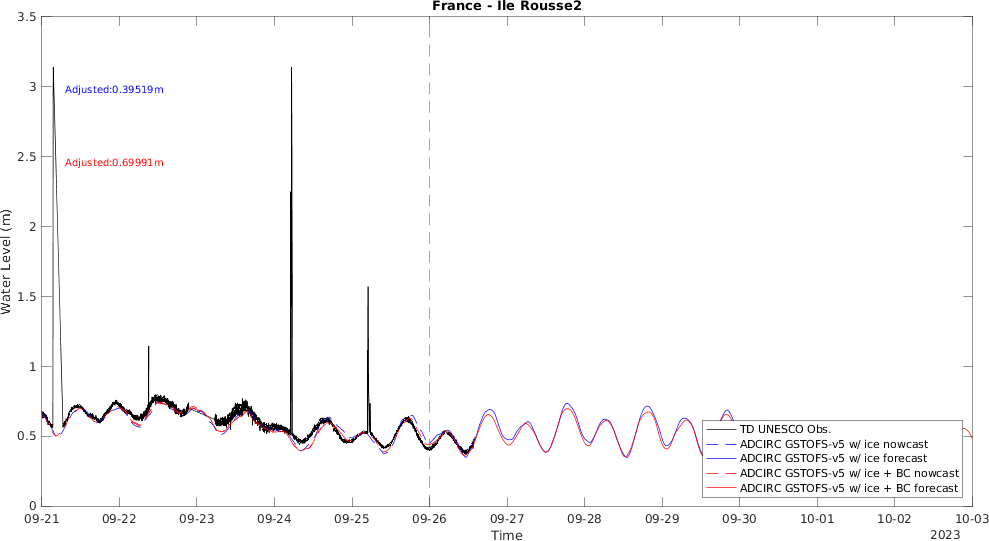 France - Ile Rousse2
3.5
3
2.5
2
1.5
1
0.5
0
Water Level (m)
Adjusted:0.39519m
Adjusted:0.69991m
TD UNESCO Obs.
ADCIRC GSTOFS-v5 w/ ice nowcast
ADCIRC GSTOFS-v5 w/ ice forecast
ADCIRC GSTOFS-v5 w/ ice + BC nowcast
ADCIRC GSTOFS-v5 w/ ice + BC forecast
09-21 09-22 09-23 09-24 09-25 09-26 09-27 09-28 09-29 09-30 10-01 10-02 10-03
Time
2023